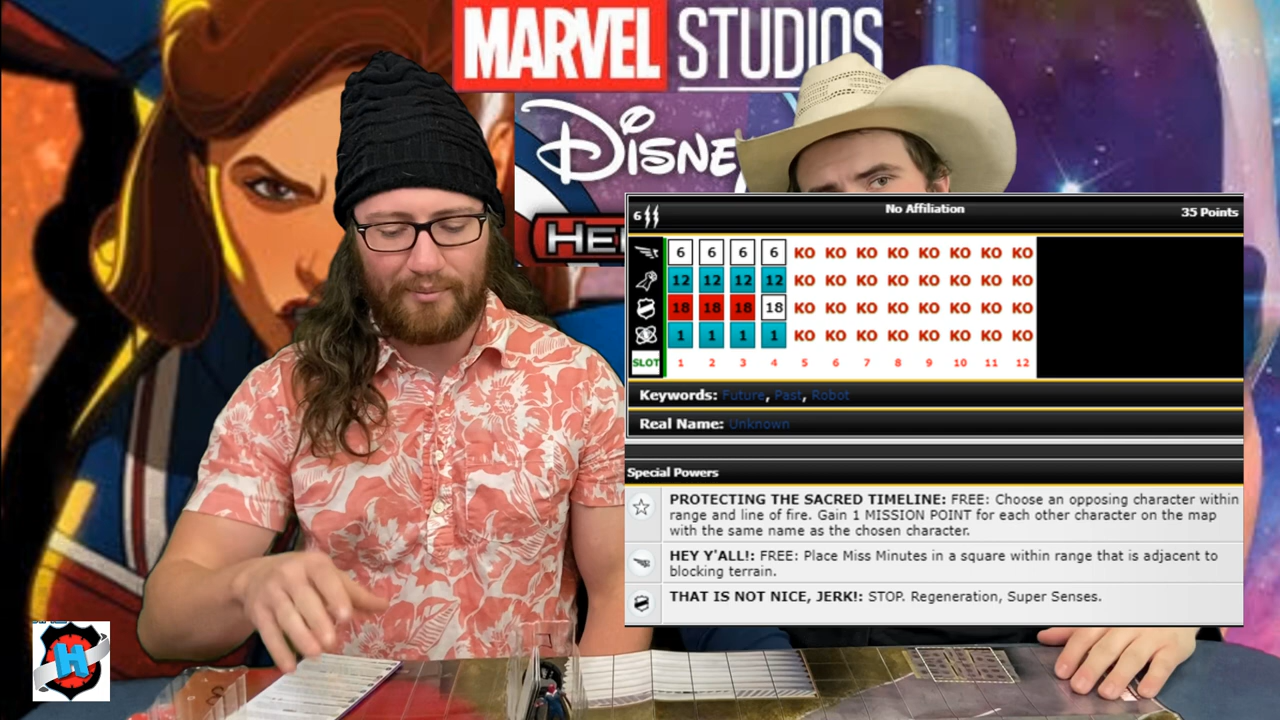 MARVEL STUDIOS
DISNE
HE
6 No Affiliation 35 Points
6 6 6 6 KO KO KO KO KO KO KO KO
12 12 12 12 KO KO KO KO KO KO KO KO
18 18 18 18 KO KO KO KO KO KO KO KO
1 1 1 1 KO KO KO KO KO KO KO KO
SLOT 1 2 3 4 5 6 7 8 9 10 11 12
Keywords: Future, Past, Robot
Real Name: Unknown
Special Powers
PROTECTING THE SACRED TIMELINE: FREE: Choose an opposing character within
range and line of fire. Gain 1 MISSION POINT for each other character on the map
with the same name as the chosen character.
HEY Y'ALL!: FREE: Place Miss Minutes in a square within range that is adjacent to
blocking terrain.
THAT IS NOT NICE, JERK!: STOP. Regeneration, Super Senses.
H